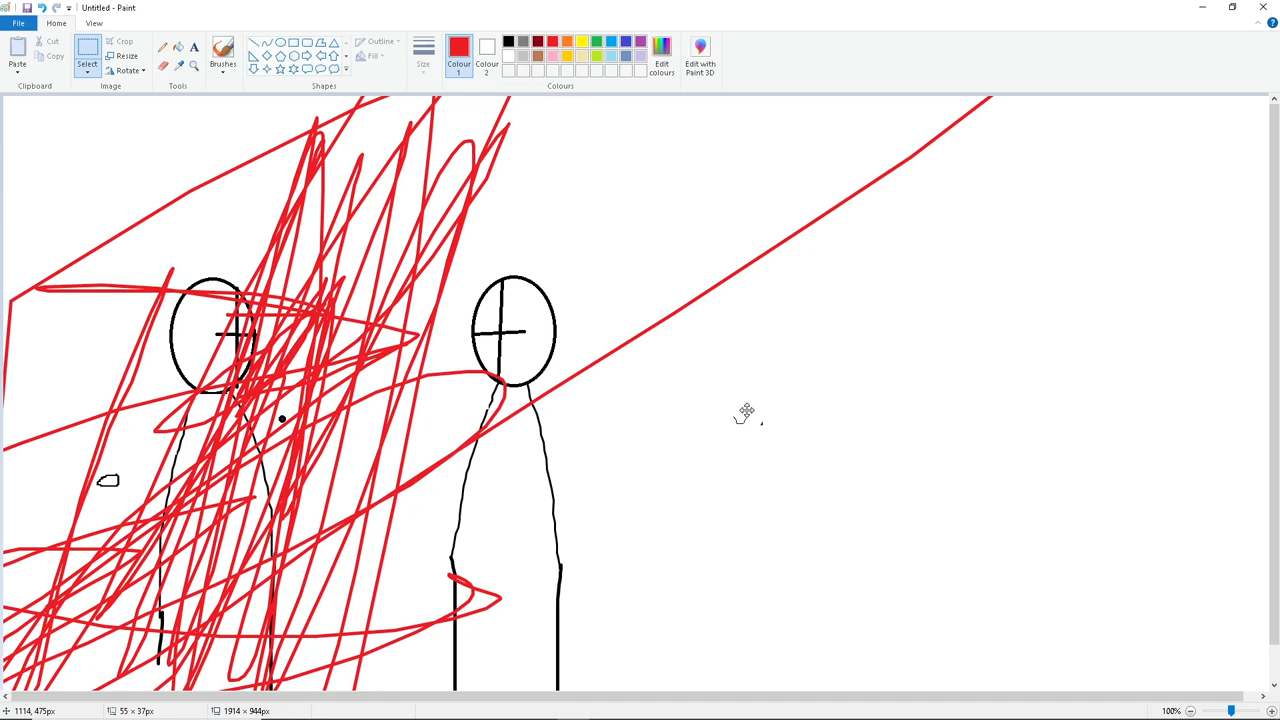 Untitled - Paint
File
Home
View
Paste
Cut
Copy
Clipboard
Select
Crop
Resize
Rotate
Image
Tools
Brushes
Shapes
Outline
Fill
Size
Colour 1
Colour 2
Colours
Edit colours
Edit with Paint 3D
1114, 475px
55 × 37px
1914 × 944px
100%